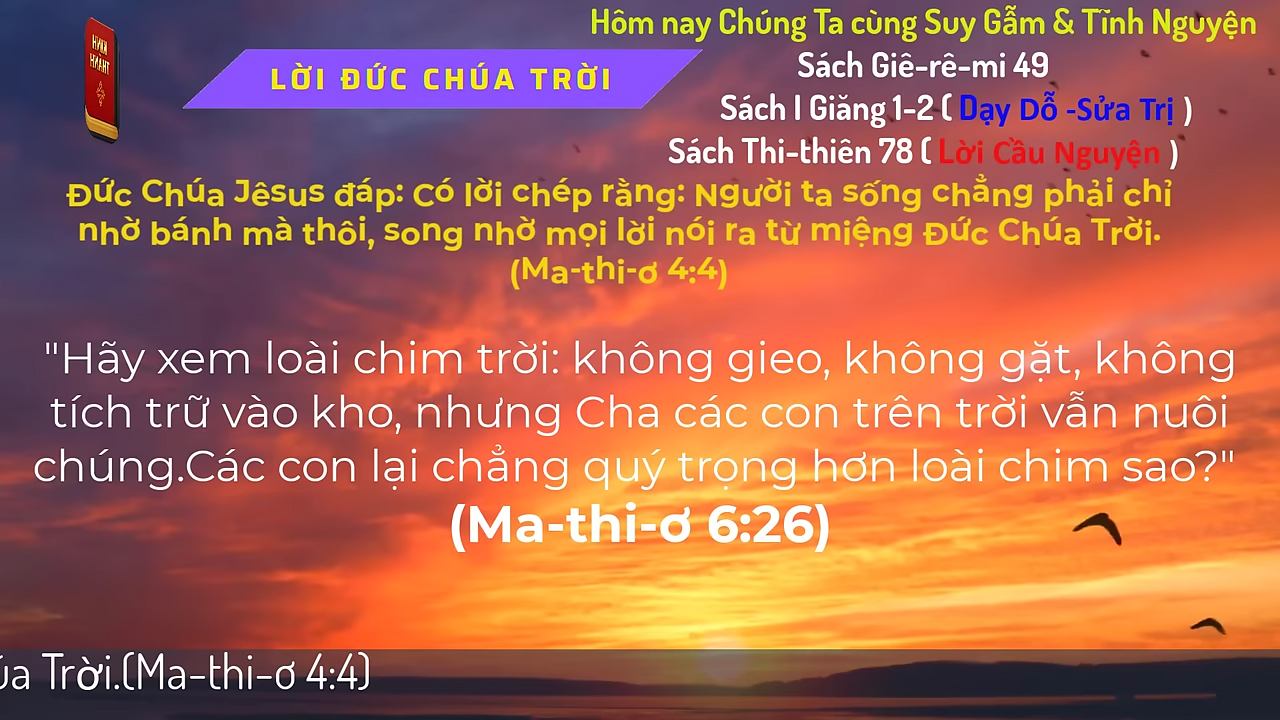 KINH
THÁNH
LỜI ĐỨC CHÚA TRỜI
Hôm nay Chúng Ta cùng Suy Gẫm & Tĩnh Nguyện
Sách Giê-rê-mi 49
Sách I Giăng 1-2 ( Dạy Dỗ -Sửa Trị )
Sách Thi-thiên 78 ( Lời Cầu Nguyện )
Đức Chúa Jêsus đáp: Có lời chép rằng: Người ta sống chẳng phải chỉ
nhờ bánh mà thôi, song nhờ mọi lời nói ra từ miệng Đức Chúa Trời.
(Ma-thi-ơ 4:4)
"Hãy xem loài chim trời: không gieo, không gặt, không
tích trữ vào kho, nhưng Cha các con trên trời vẫn nuôi
chúng.Các con lại chẳng quý trọng hơn loài chim sao?"
(Ma-thi-ơ 6:26)
úa Trời.(Ma-thi-ơ 4:4)